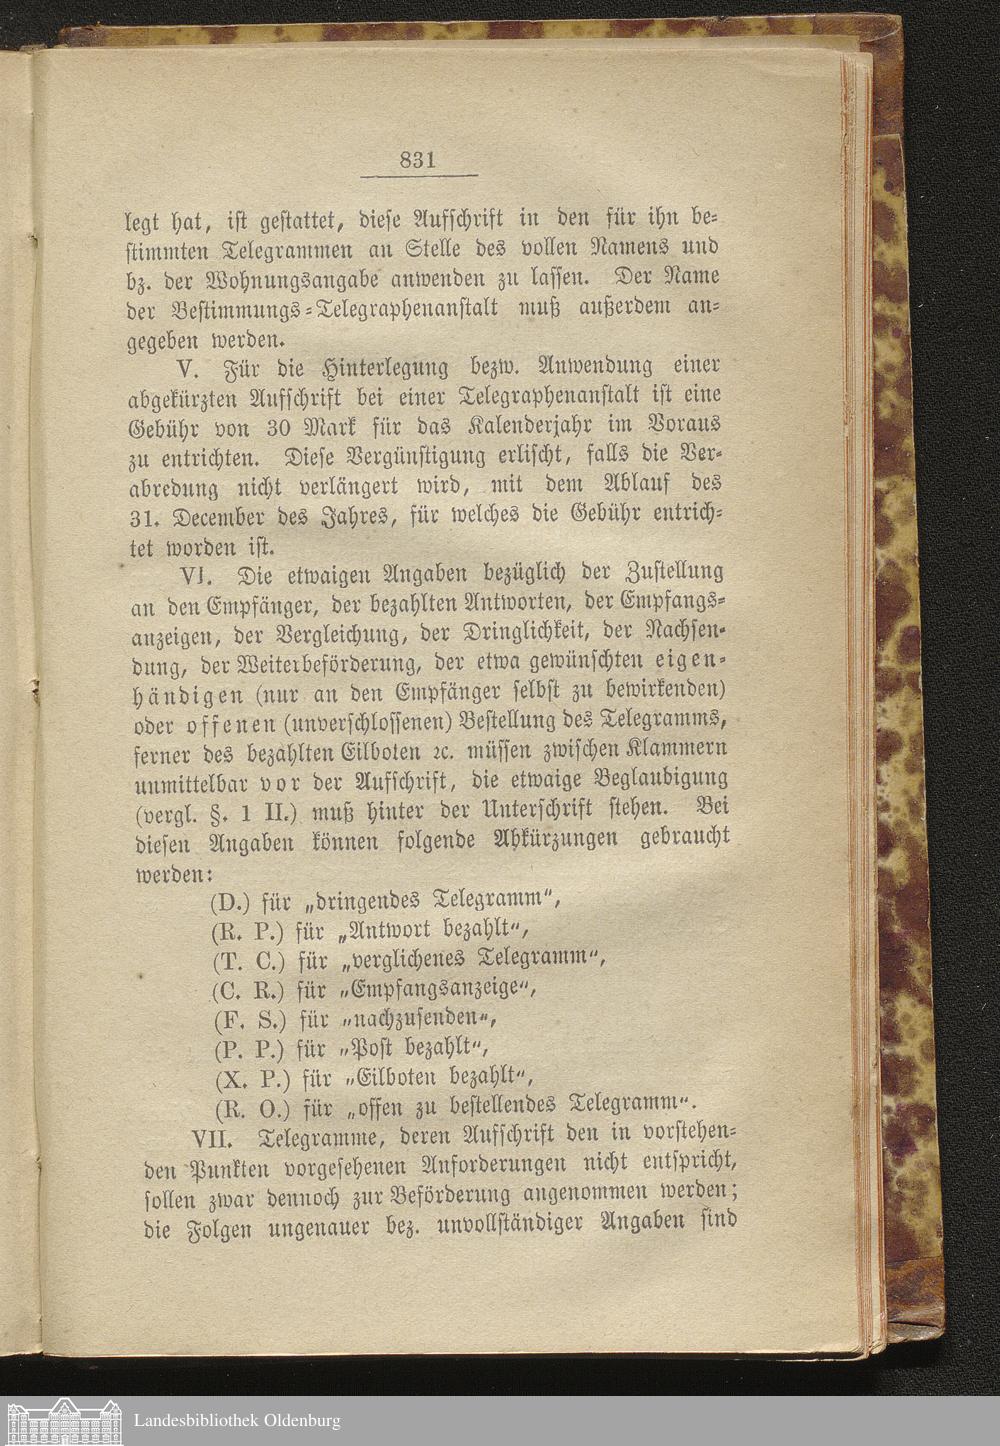 831
legt hat, ist gestattet, diese Aufschrift in den für ihn be-
stimmten Telegrammen an Stelle des vollen Namens und
bz. der Wohnungsangabe anwenden zu lassen. Der Name
der Bestimmungs-Telegraphenanstalt muß außerdem an-
gegeben werden.
V. Für die Hinterlegung bezw. Anwendung einer
abgekürzten Aufschrift bei einer Telegraphenanstalt ist eine
Gebühr von 30 Mark für das Kalenderjahr im Voraus
zu entrichten. Diese Vergünstigung erlischt, falls die Ver-
abredung nicht verlängert wird, mit dem Ablauf des
31. December des Jahres, für welches die Gebühr entrich-
tet worden ist.
VI. Die etwaigen Angaben bezüglich der Zustellung
an den Empfänger, der bezahlten Antworten, der Empfangs-
anzeigen, der Vergleichung, der Dringlichkeit, der Nachsen-
dung, der Weiterbeförderung, der etwa gewünschten eigen-
händigen (nur an den Empfänger selbst zu bewirkenden)
oder offenen (unverschlossenen) Bestellung des Telegramms,
ferner des bezahlten Eilboten ꝛc. müssen zwischen Klammern
unmittelbar vor der Aufschrift, die etwaige Beglaubigung
(vergl. §. 1 II.) muß hinter der Unterschrift stehen. Bei
diesen Angaben können folgende Abkürzungen gebraucht
werden:
(D.) für „dringendes Telegramm“,
(R. P.) für „Antwort bezahlt“,
(T. C.) für „verglichenes Telegramm“,
(C. R.) für „Empfangsanzeige“,
(F. S.) für „nachzusenden“,
(P. P.) für „Post bezahlt“,
(X. P.) für „Eilboten bezahlt“,
(R. O.) für „offen zu bestellendes Telegramm“.
VII. Telegramme, deren Aufschrift den in vorstehen-
den Punkten vorgesehenen Anforderungen nicht entspricht,
sollen zwar dennoch zur Beförderung angenommen werden;
die Folgen ungenauer bez. unvollständiger Angaben sind
Landesbibliothek Oldenburg